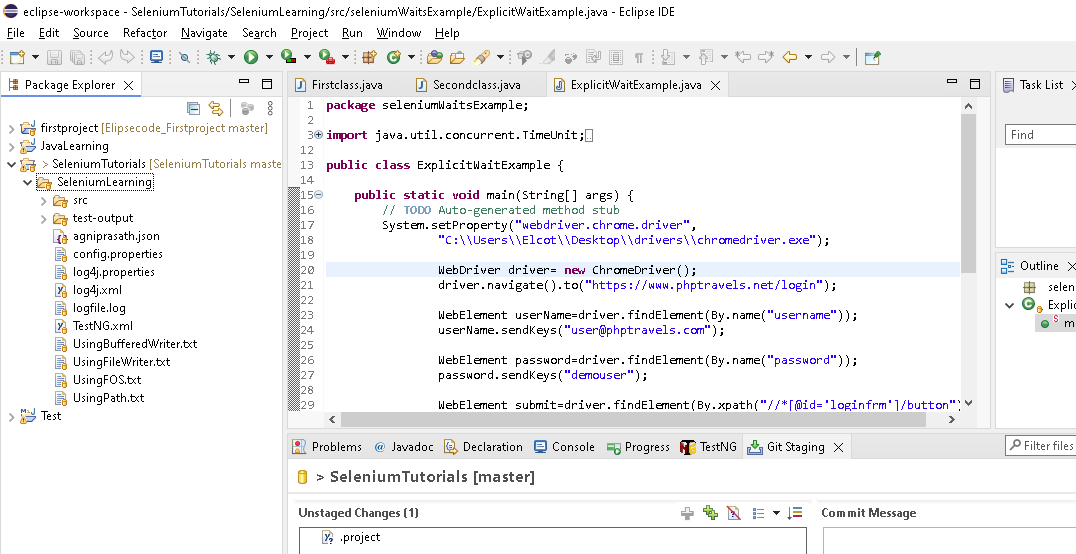 eclipse-workspace - SeleniumTutorials/SeleniumLearning/src/seleniumWaitsExample/ExplicitWaitExample.java - Eclipse IDE
File Edit Source Refactor Navigate Search Project Run Window Help
Package Explorer
firstproject [Elipsecode_Firstproject master]
JavaLearning
> SeleniumTutorials [SeleniumTutorials maste
SeleniumLearning
src
test-output
agniprasath.json
config.properties
log4j.properties
log4j.xml
logfile.log
TestNG.xml
UsingBufferedWriter.txt
UsingFileWriter.txt
UsingFOS.txt
UsingPath.txt
Test
Firstclass.java Secondclass.java ExplicitWaitExample.java
1 package seleniumWaitsExample;
2
3 import java.util.concurrent.TimeUnit;
12
13 public class ExplicitWaitExample {
14
15 public static void main(String[] args) {
16 // TODO Auto-generated method stub
17 System.setProperty("webdriver.chrome.driver",
18 "C:\\Users\\Elcot\\Desktop\\drivers\\chromedriver.exe");
19
20 WebDriver driver= new ChromeDriver();
21 driver.navigate().to("https://www.phptravels.net/login");
22
23 WebElement userName=driver.findElement(By.name("username"));
24 userName.sendKeys("user@phptravels.com");
25
26 WebElement password=driver.findElement(By.name("password"));
27 password.sendKeys("demouser");
28
29 WebElement submit=driver.findElement(By.xpath("//*[@id='loginfrm']/button")
Task List
Find
Outline
selen
Explic
S m
Problems @ Javadoc Declaration Console Progress TestNG Git Staging
Filter files
> SeleniumTutorials [master]
Unstaged Changes (1)
.project
Commit Message